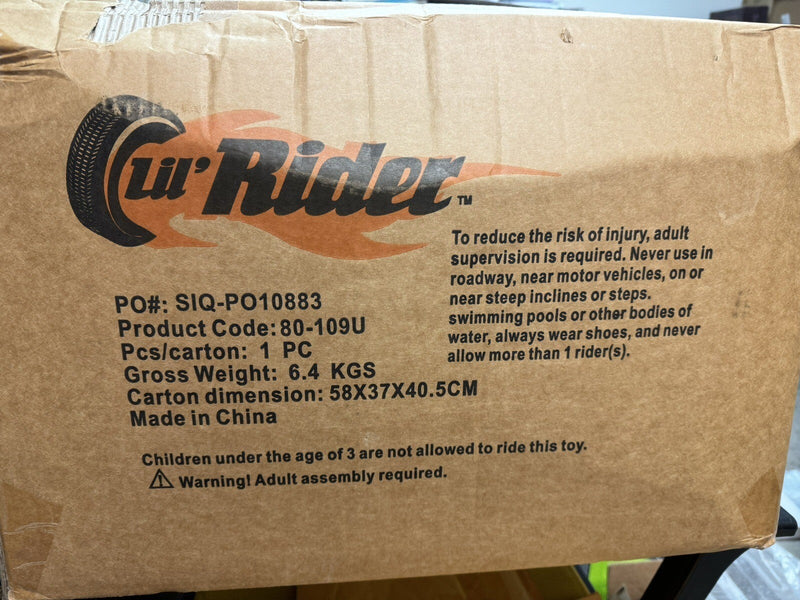 Lil' Rider™
To reduce the risk of injury, adult
supervision is required. Never use in
roadway, near motor vehicles, on or
near steep inclines or steps.
swimming pools or other bodies of
water, always wear shoes, and never
allow more than 1 rider(s).
PO#: SIQ-PO10883
Product Code: 80-109U
Pcs/carton: 1 PC
Gross Weight: 6.4 KGS
Carton dimension: 58X37X40.5CM
Made in China
Children under the age of 3 are not allowed to ride this toy.
Warning! Adult assembly required.